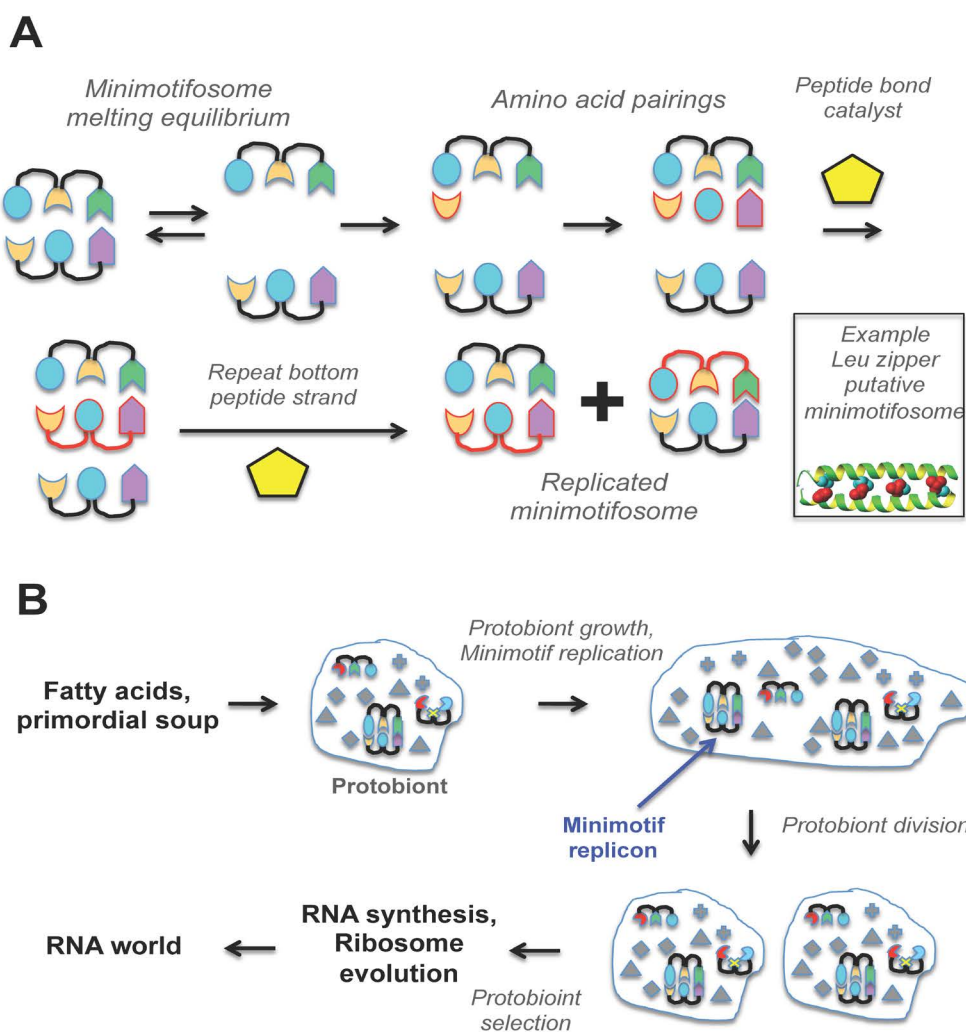 A
Minimotifosome
melting equilibrium
Amino acid pairings
Peptide bond
catalyst
Repeat bottom
peptide strand
Replicated
minimotifosome
Example
Leu zipper
putative
minimotifosome
B
Fatty acids,
primordial soup
Protobiont
Protobiont growth,
Minimotif replication
Minimotif
replicon
Protobiont division
RNA world
RNA synthesis,
Ribosome
evolution
Protobioint
selection